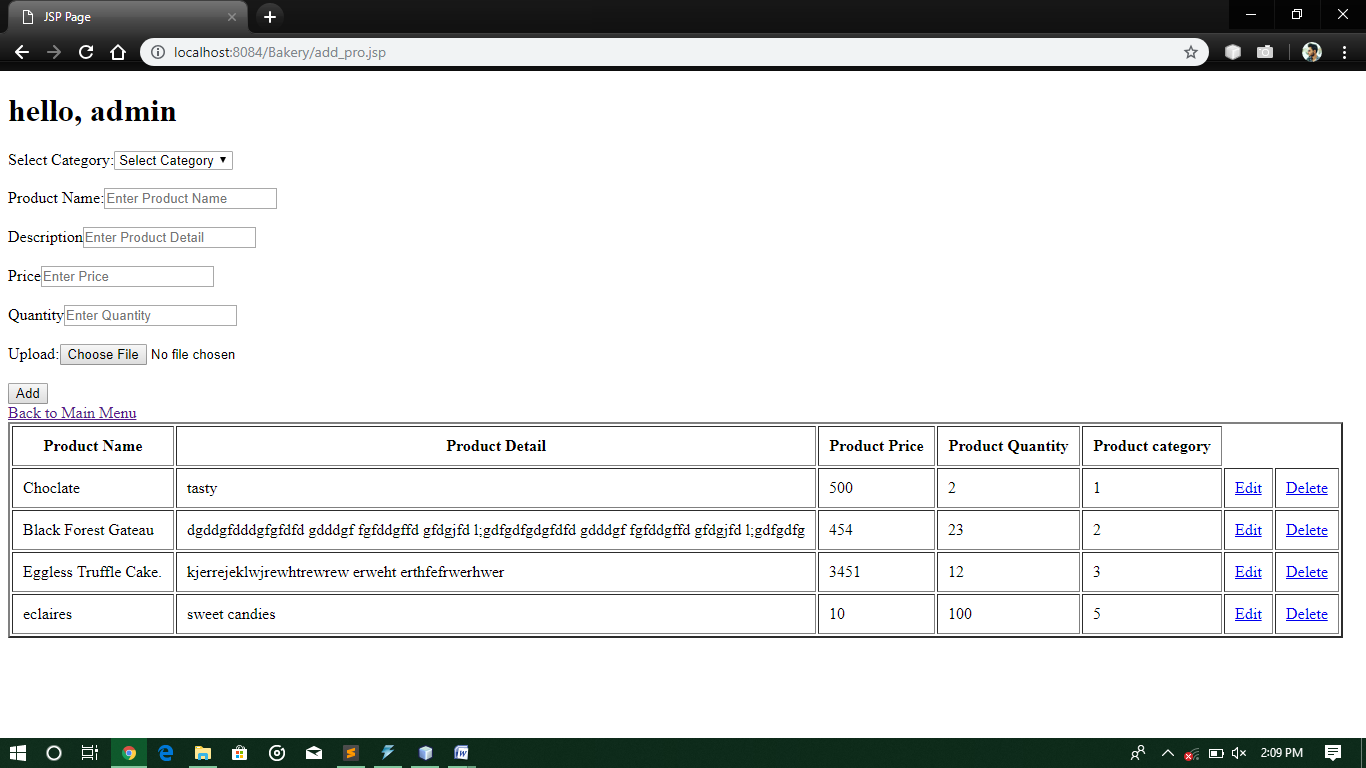 JSP Page
localhost:8084/Bakery/add_pro.jsp
hello, admin
Select Category: Select Category
Product Name: Enter Product Name
Description Enter Product Detail
Price Enter Price
Quantity Enter Quantity
Upload: Choose File No file chosen
Add
Back to Main Menu
Product Name Product Detail Product Price Product Quantity Product category
Choclate tasty 500 2 1 Edit Delete
Black Forest Gateau dgddgfdddgfgfdfd gdddgf fgfddgffd gfdgjfd l;gdfgdfgdgfdfd gdddgf fgfddgffd gfdgjfd l;gdfgdfg 454 23 2 Edit Delete
Eggless Truffle Cake. kjerrejeklwjrewhtrewrew erweht erthfefrwerhwer 3451 12 3 Edit Delete
eclaires sweet candies 10 100 5 Edit Delete
2:09 PM